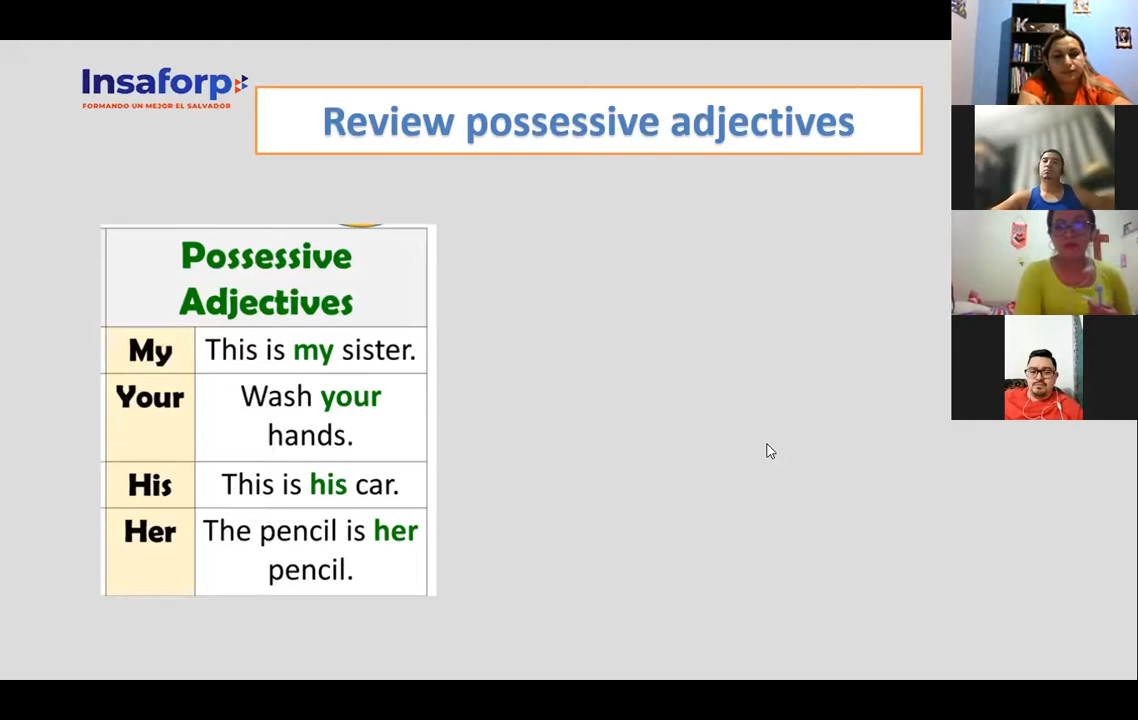 Insaforp
FORMANDO UN MEJOR EL SALVADOR
Review possessive adjectives
Possessive
Adjectives
My This is my sister.
Your Wash your
hands.
His This is his car.
Her The pencil is her
pencil.
K